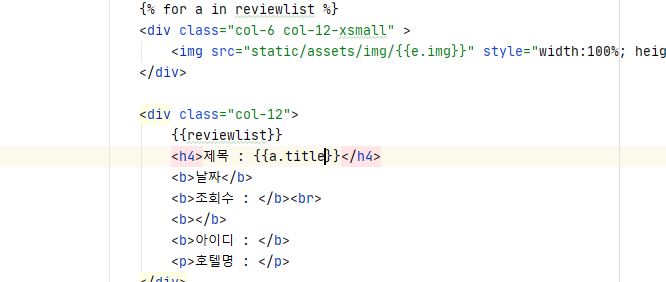 {% for a in reviewlist %}
<div class="col-6 col-12-xsmall" >
<img src="static/assets/img/{{e.img}}" style="width:100%; heig
</div>
<div class="col-12">
{{reviewlist}}
<h4>제목 : {{a.title}}</h4>
<b>날짜</b>
<b>조회수 : </b><br>
<b></b>
<b>아이디 : </b>
<p>호텔명 : </p>
</div>